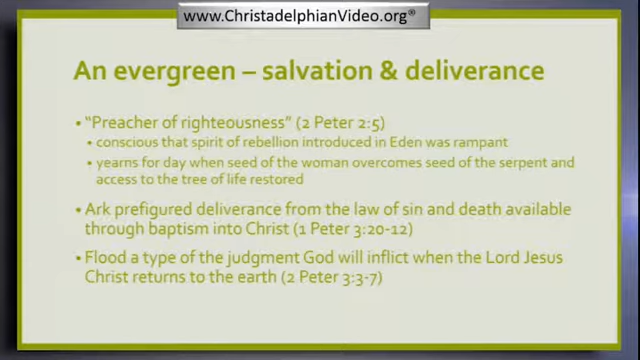 www.ChristadelphianVideo.org®
An evergreen – salvation & deliverance
• "Preacher of righteousness" (2 Peter 2:5)
• conscious that spirit of rebellion introduced in Eden was rampant
• yearns for day when seed of the woman overcomes seed of the serpent and
access to the tree of life restored
• Ark prefigured deliverance from the law of sin and death available
through baptism into Christ (1 Peter 3:20-12)
• Flood a type of the judgment God will inflict when the Lord Jesus
Christ returns to the earth (2 Peter 3:3-7)